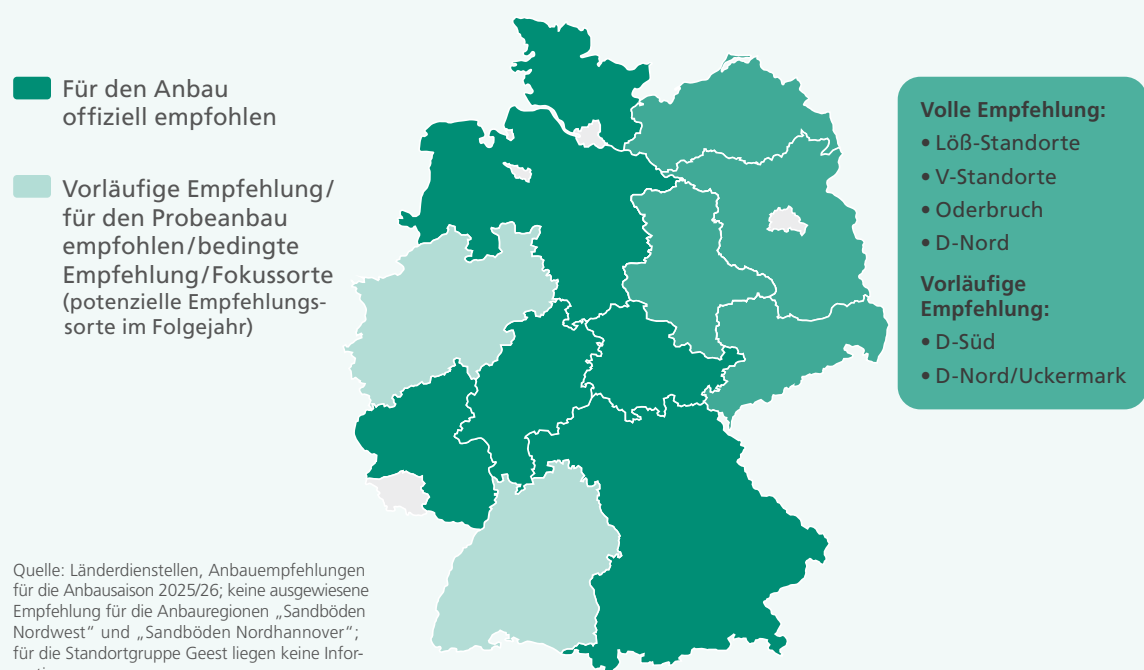 Für den Anbau
offiziell empfohlen
Vorläufige Empfehlung/
für den Probeanbau
empfohlen/bedingte
Empfehlung/Fokussorte
(potenzielle Empfehlungs-
sorte im Folgejahr)
Volle Empfehlung:
• Löß-Standorte
• V-Standorte
• Oderbruch
• D-Nord
Vorläufige
Empfehlung:
• D-Süd
• D-Nord/Uckermark
Quelle: Länderdienstellen, Anbauempfehlungen
für die Anbausaison 2025/26; keine ausgewiesene
Empfehlung für die Anbauregionen „Sandböden
Nordwest“ und „Sandböden Nordhannover“;
für die Standortgruppe Geest liegen keine Infor-